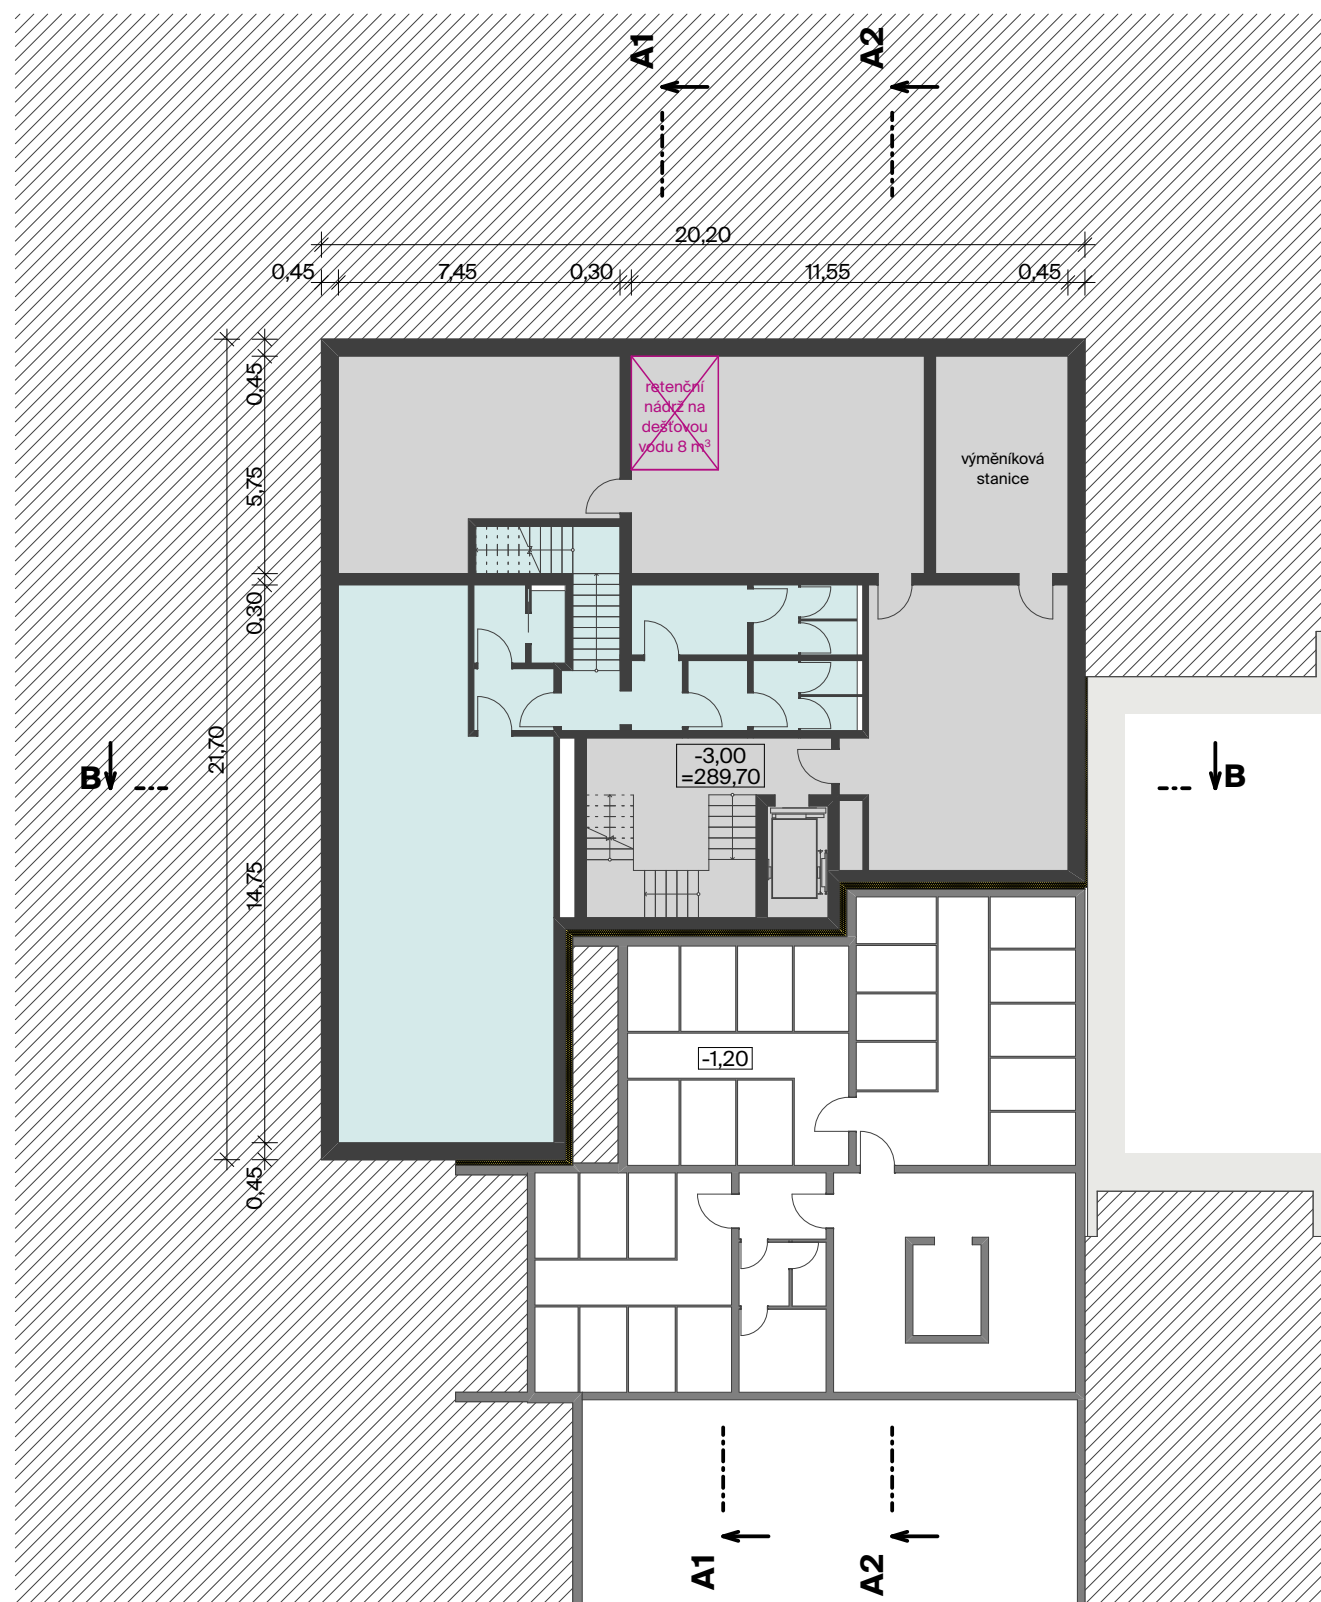 A1
A2
20,20
0,45
7,45
0,30
11,55
0,45
0,45
retenční
nádrž na
dešťovou
vodu 8 m³
výměníková
stanice
5,75
0,30
21,70
-3,00
=289,70
B
B
14,75
-1,20
0,45
A1
A2